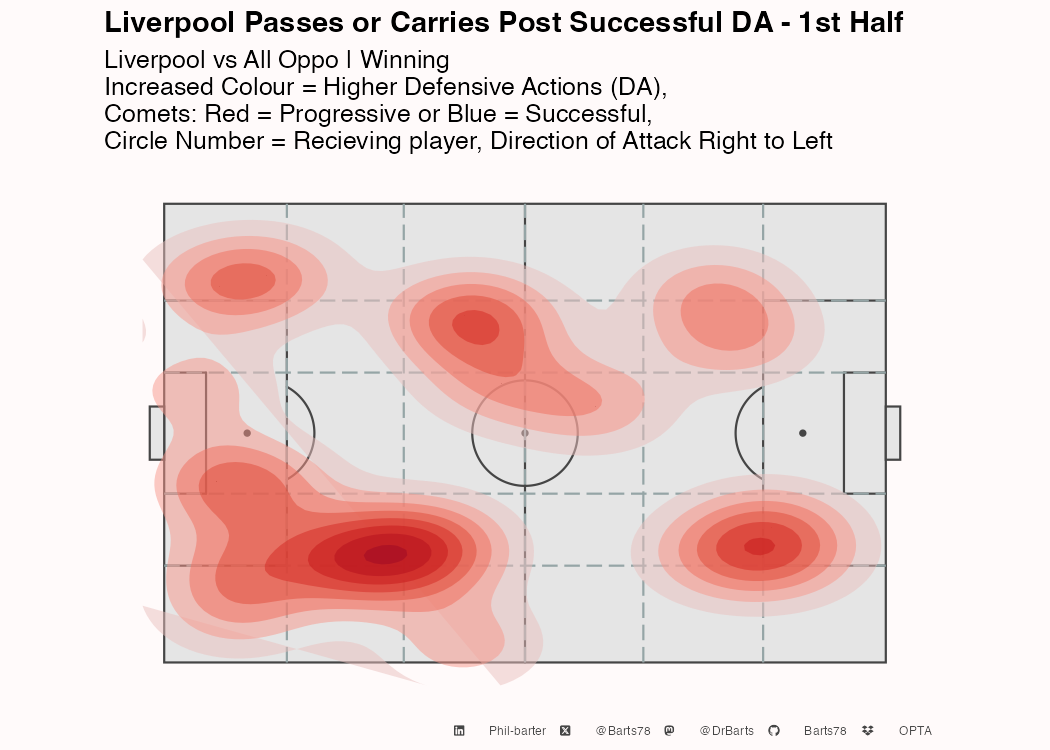 Liverpool Passes or Carries Post Successful DA - 1st Half
Liverpool vs All Oppo | Winning
Increased Colour = Higher Defensive Actions (DA),
Comets: Red = Progressive or Blue = Successful,
Circle Number = Recieving player, Direction of Attack Right to Left
Phil-barter @Barts78 @DrBarts Barts78 OPTA